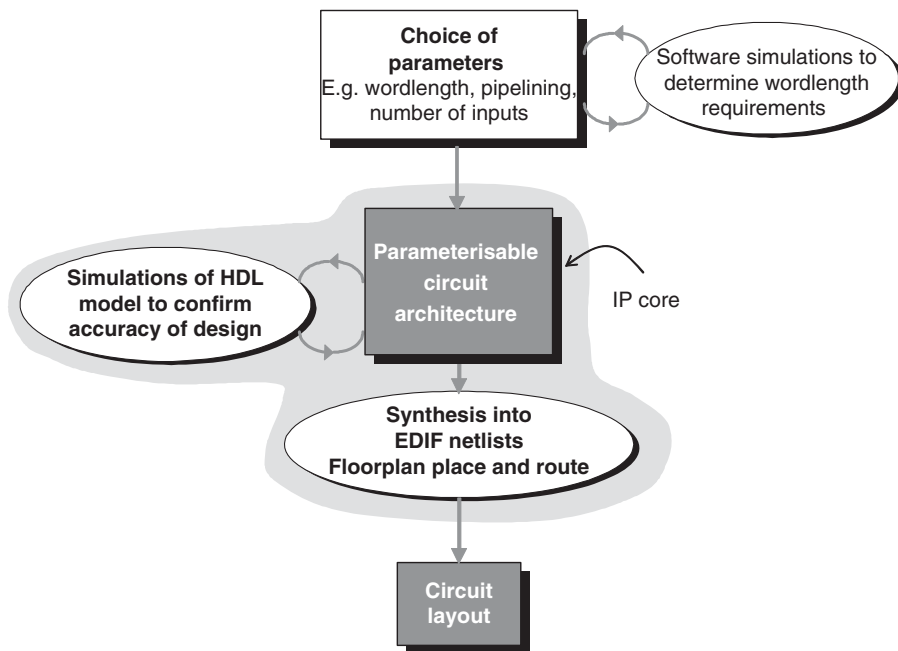 Choice of
parameters
E.g. wordlength, pipelining,
number of inputs
Software simulations to
determine wordlength
requirements
Parameterisable
circuit
architecture
IP core
Simulations of HDL
model to confirm
accuracy of design
Synthesis into
EDIF netlists
Floorplan place and route
Circuit
layout